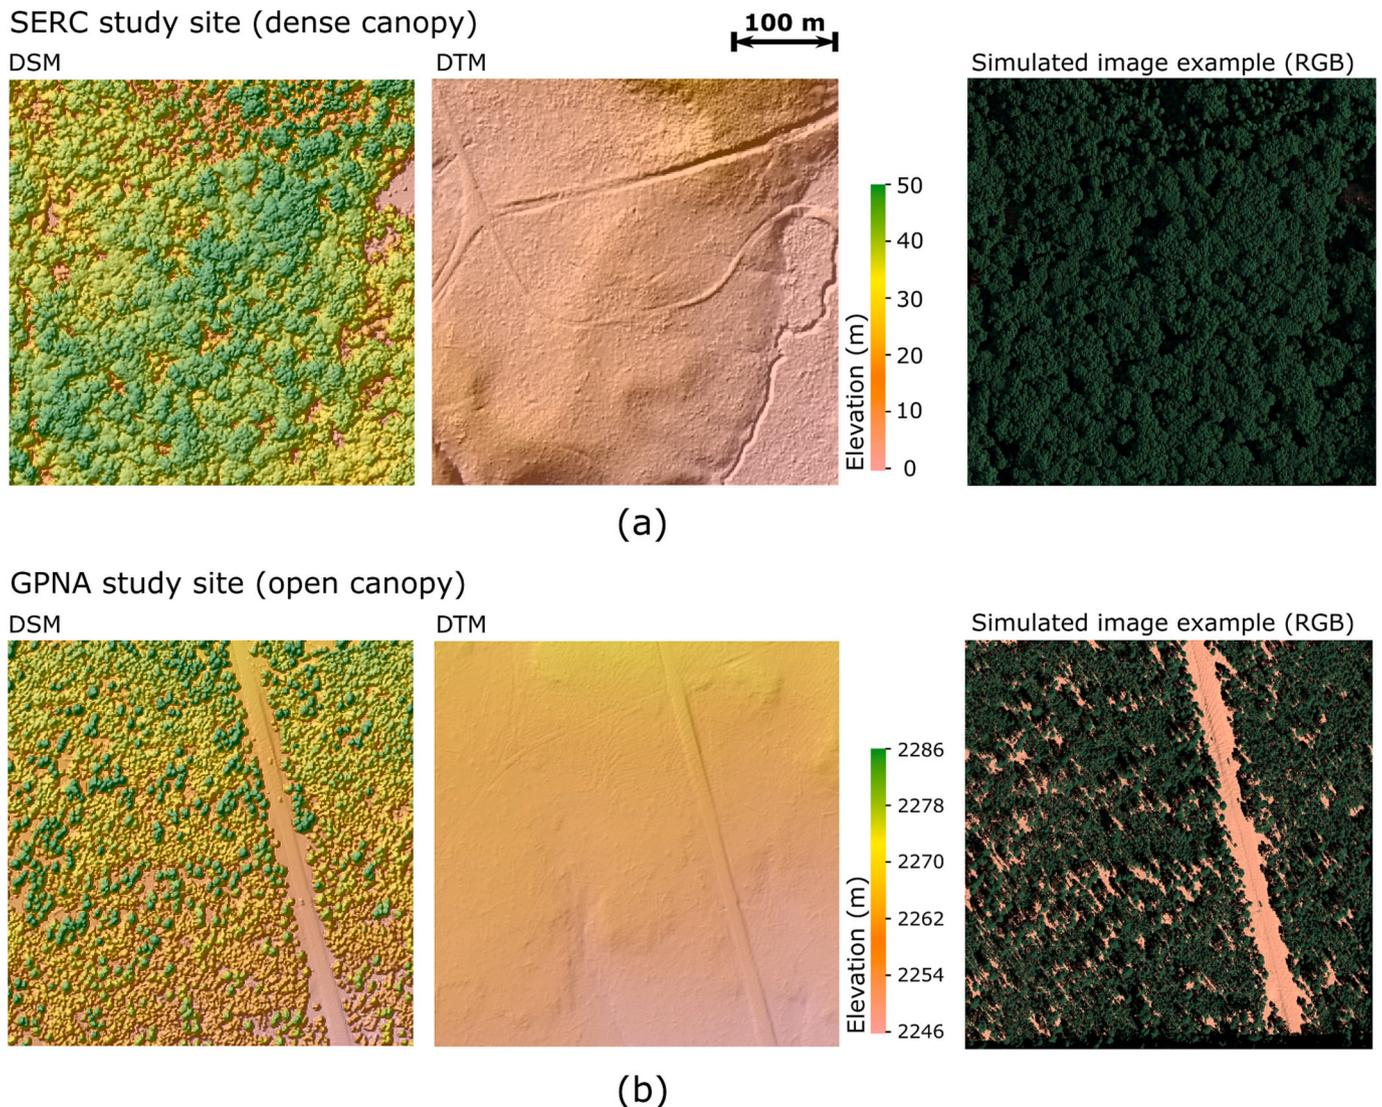 SERC study site (dense canopy)
100 m
DSM
DTM
Simulated image example (RGB)
Elevation (m)
50
40
30
20
10
0
(a)
GPNA study site (open canopy)
DSM
DTM
Simulated image example (RGB)
Elevation (m)
2286
2278
2270
2262
2254
2246
(b)